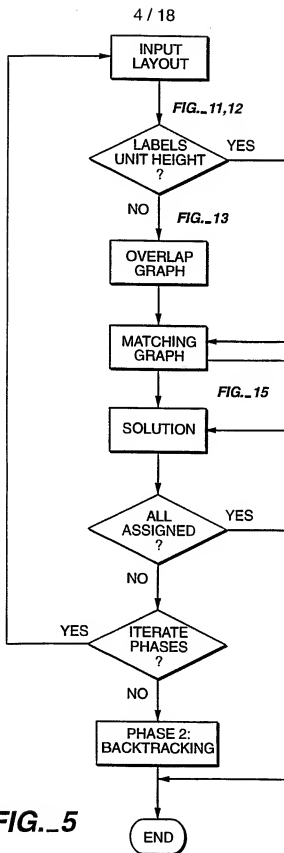 4 / 18
INPUT
LAYOUT
FIG._11,12
LABELS
UNIT HEIGHT
?
YES
NO
FIG._13
OVERLAP
GRAPH
MATCHING
GRAPH
FIG._15
SOLUTION
ALL
ASSIGNED
?
YES
NO
YES
ITERATE
PHASES
?
NO
PHASE 2:
BACKTRACKING
FIG._5
END